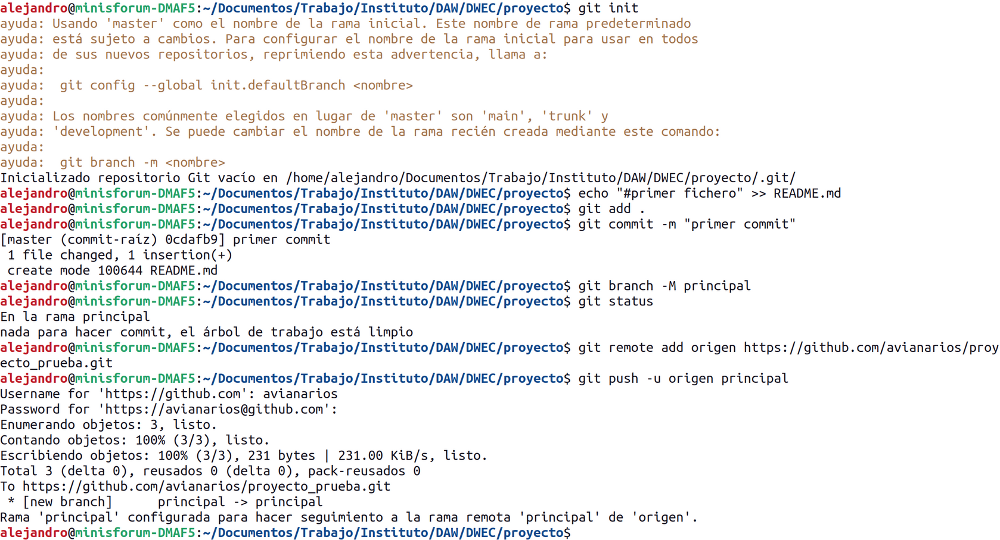 alejandro@minisforum-DMAF5:~/Documentos/Trabajo/Instituto/DAW/DWEC/proyecto$ git init
ayuda: Usando 'master' como el nombre de la rama inicial. Este nombre de rama predeterminado
ayuda: está sujeto a cambios. Para configurar el nombre de la rama inicial para usar en todos
ayuda: de sus nuevos repositorios, reprimiendo esta advertencia, llama a:
ayuda:
ayuda:  git config --global init.defaultBranch <nombre>
ayuda:
ayuda: Los nombres comúnmente elegidos en lugar de 'master' son 'main', 'trunk' y
ayuda: 'development'. Se puede cambiar el nombre de la rama recién creada mediante este comando:
ayuda:
ayuda:  git branch -m <nombre>
Inicializado repositorio Git vacío en /home/alejandro/Documentos/Trabajo/Instituto/DAW/DWEC/proyecto/.git/
alejandro@minisforum-DMAF5:~/Documentos/Trabajo/Instituto/DAW/DWEC/proyecto$ echo "#primer fichero" >> README.md
alejandro@minisforum-DMAF5:~/Documentos/Trabajo/Instituto/DAW/DWEC/proyecto$ git add .
alejandro@minisforum-DMAF5:~/Documentos/Trabajo/Instituto/DAW/DWEC/proyecto$ git commit -m "primer commit"
[master (commit-raíz) 0cdafb9] primer commit
 1 file changed, 1 insertion(+)
 create mode 100644 README.md
alejandro@minisforum-DMAF5:~/Documentos/Trabajo/Instituto/DAW/DWEC/proyecto$ git branch -M principal
alejandro@minisforum-DMAF5:~/Documentos/Trabajo/Instituto/DAW/DWEC/proyecto$ git status
En la rama principal
nada para hacer commit, el árbol de trabajo está limpio
alejandro@minisforum-DMAF5:~/Documentos/Trabajo/Instituto/DAW/DWEC/proyecto$ git remote add origen https://github.com/avianarios/proy
ecto_prueba.git
alejandro@minisforum-DMAF5:~/Documentos/Trabajo/Instituto/DAW/DWEC/proyecto$ git push -u origen principal
Username for 'https://github.com': avianarios
Password for 'https://avianarios@github.com':
Enumerando objetos: 3, listo.
Contando objetos: 100% (3/3), listo.
Escribiendo objetos: 100% (3/3), 231 bytes | 231.00 KiB/s, listo.
Total 3 (delta 0), reusados 0 (delta 0), pack-reusados 0
To https://github.com/avianarios/proyecto_prueba.git
 * [new branch]      principal -> principal
Rama 'principal' configurada para hacer seguimiento a la rama remota 'principal' de 'origen'.
alejandro@minisforum-DMAF5:~/Documentos/Trabajo/Instituto/DAW/DWEC/proyecto$